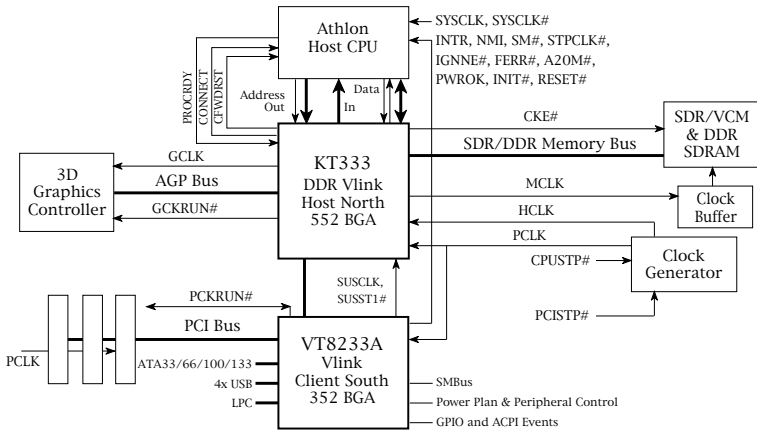 Athlon
Host CPU
SYSCLK, SYSCLK#
INTR, NMI, SM#, STPCLK#,
IGNNE#, FERR#, A20M#,
PWROK, INIT#, RESET#
PROCRDY
CONNECT
CFWDRST
Address
Out
In
Data
CKE#
SDR/VCM
& DDR
SDRAM
SDR/DDR Memory Bus
KT333
DDR Vlink
Host North
552 BGA
3D
Graphics
Controller
GCLK
AGP Bus
GCKRUN#
MCLK
Clock
Buffer
HCLK
PCLK
CPUSTP#
Clock
Generator
PCISTP#
SUSCLK,
SUSST1#
PCKRUN#
PCI Bus
PCLK
VT8233A
Vlink
Client South
352 BGA
ATA33/66/100/133
4x USB
LPC
SMBus
Power Plan & Peripheral Control
GPIO and ACPI Events